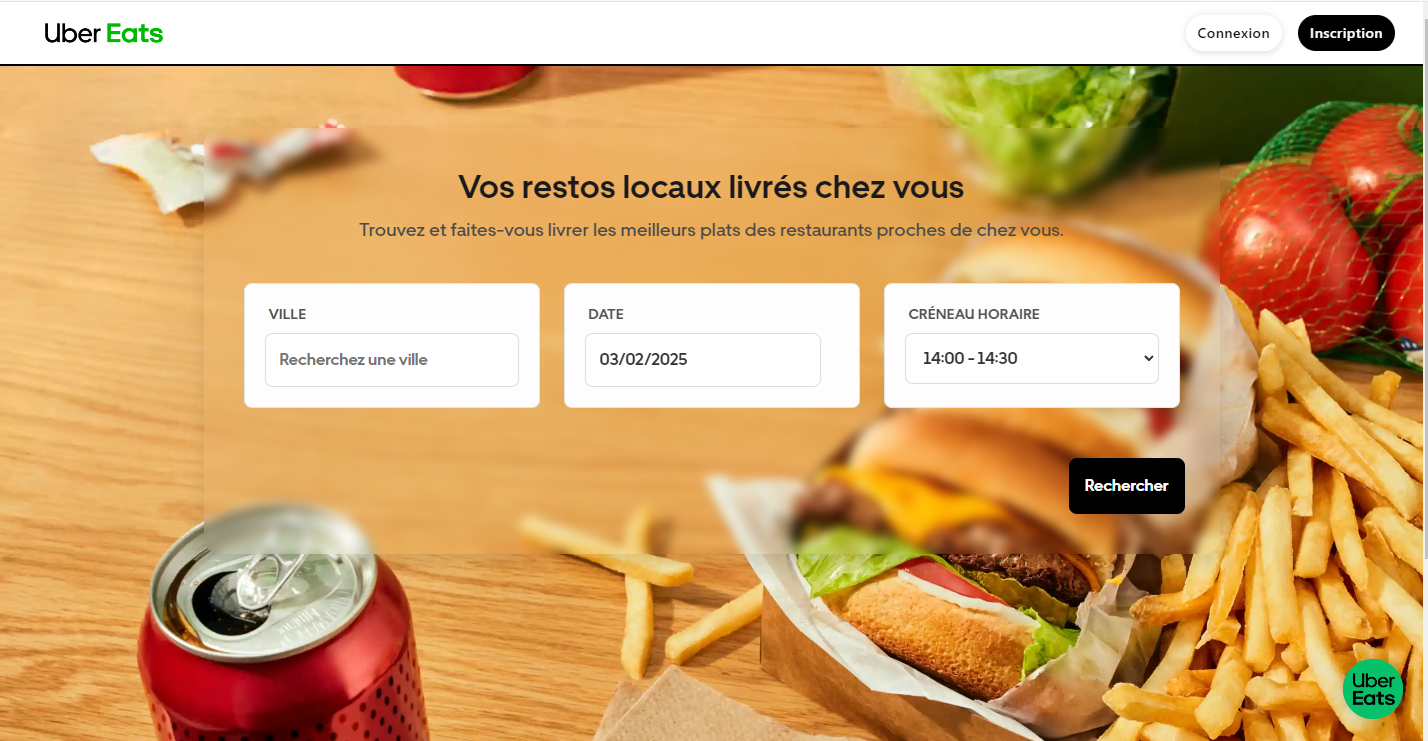 Uber Eats
Connexion
Inscription
Vos restos locaux livrés chez vous
Trouvez et faites-vous livrer les meilleurs plats des restaurants proches de chez vous.
VILLE
DATE
CRÉNEAU HORAIRE
Recherchez une ville
03/02/2025
14:00 - 14:30
Rechercher
Uber
Eats